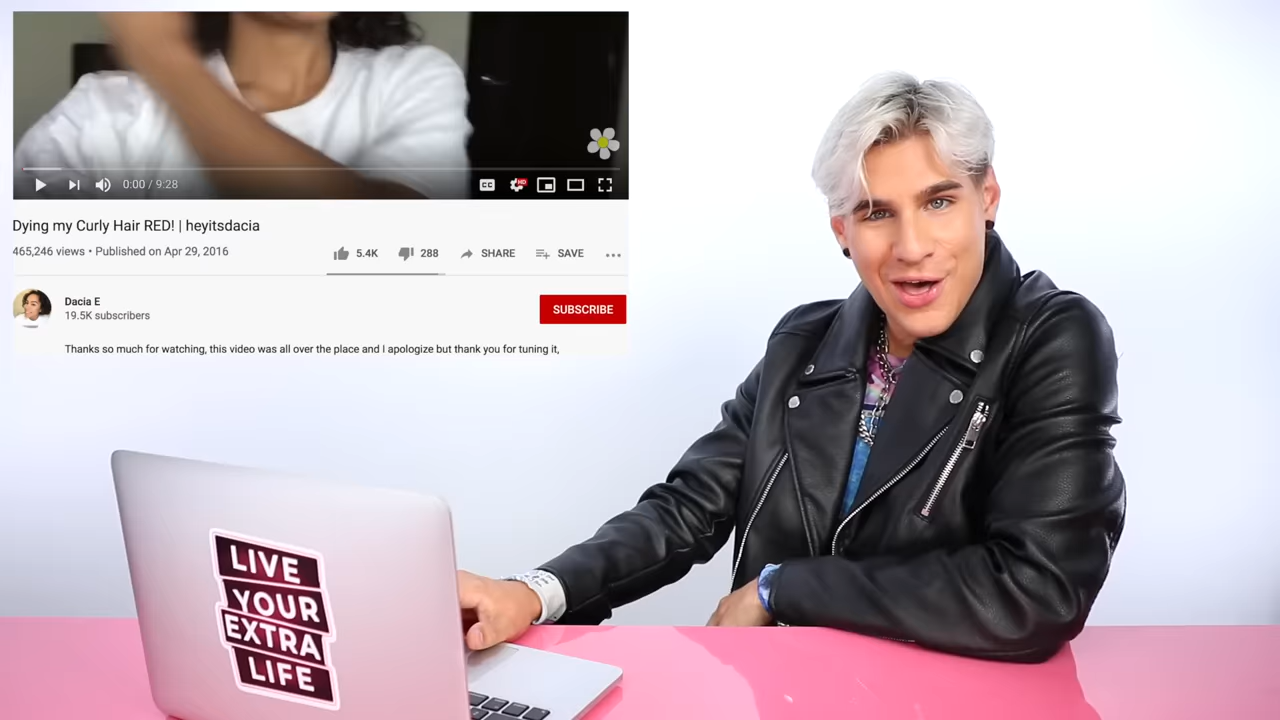 CC HD
0:00 / 9:28
Dying my Curly Hair RED! | heyitsdacia
465,246 views • Published on Apr 29, 2016
5.4K 288 SHARE SAVE
Dacia E
19.5K subscribers
SUBSCRIBE
Thanks so much for watching, this video was all over the place and I apologize but thank you for tuning it,
LIVE
YOUR
EXTRA
LIFE